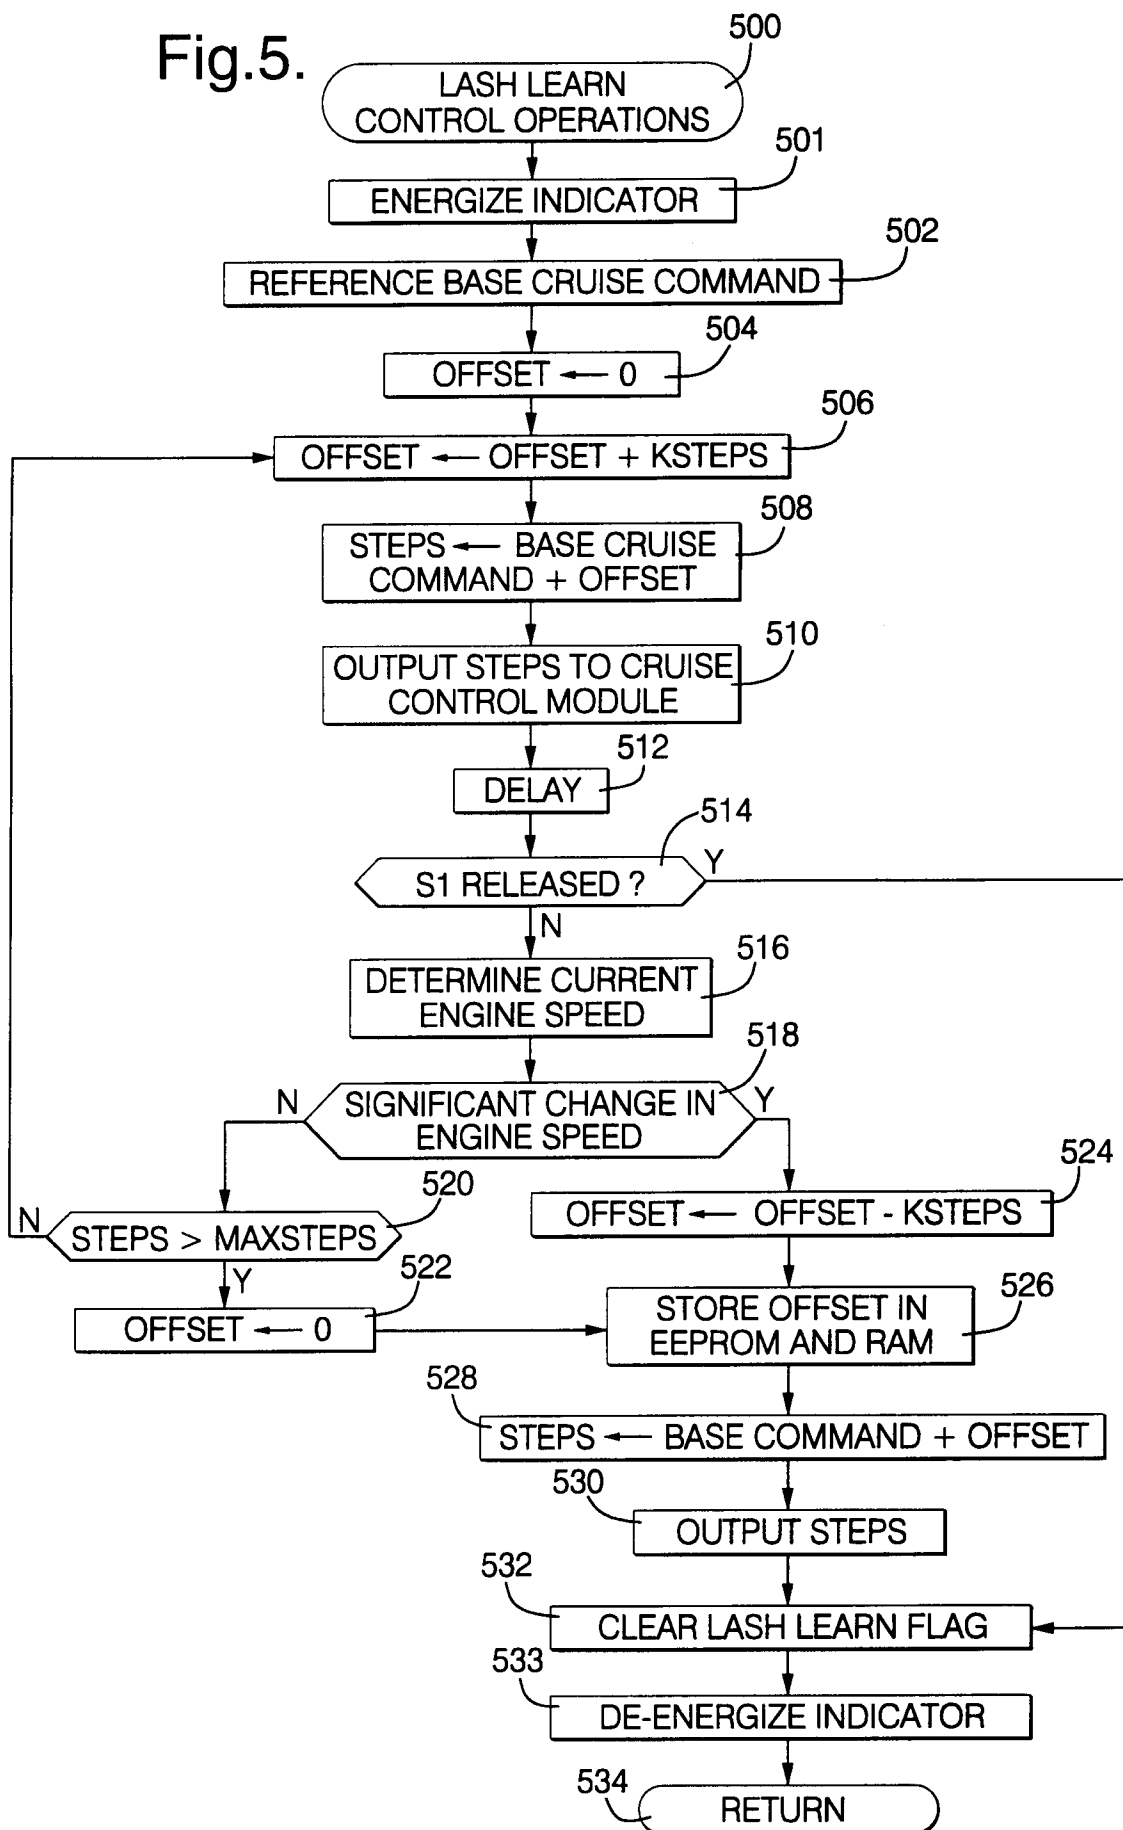 Fig.5.
500
LASH LEARN
CONTROL OPERATIONS
501
ENERGIZE INDICATOR
502
REFERENCE BASE CRUISE COMMAND
504
OFFSET ← 0
506
OFFSET ← OFFSET + KSTEPS
508
STEPS ← BASE CRUISE
COMMAND + OFFSET
510
OUTPUT STEPS TO CRUISE
CONTROL MODULE
512
DELAY
514
S1 RELEASED ?
Y
N
516
DETERMINE CURRENT
ENGINE SPEED
518
N
SIGNIFICANT CHANGE IN
ENGINE SPEED
Y
520
N
STEPS > MAXSTEPS
Y
522
OFFSET ← 0
524
OFFSET ← OFFSET - KSTEPS
526
STORE OFFSET IN
EEPROM AND RAM
528
STEPS ← BASE COMMAND + OFFSET
530
OUTPUT STEPS
532
CLEAR LASH LEARN FLAG
533
DE-ENERGIZE INDICATOR
534
RETURN